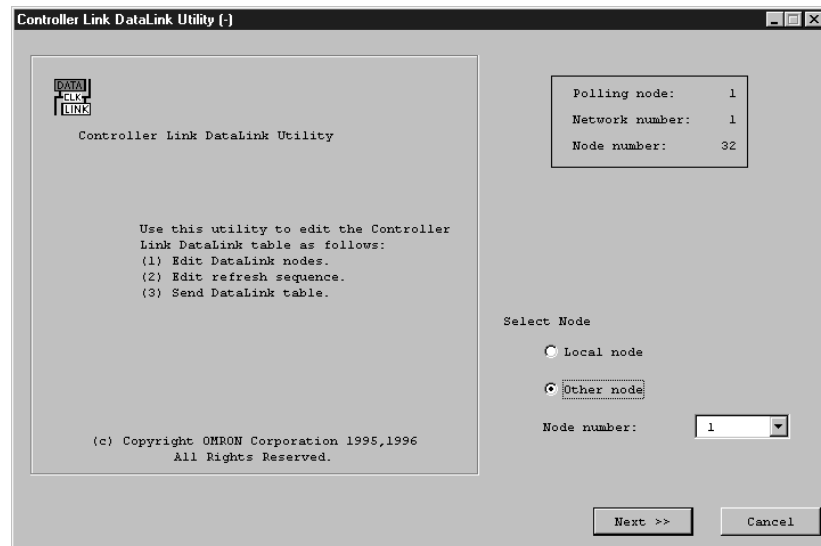 Controller Link DataLink Utility (-)
DATA
CLK
LINK
Controller Link DataLink Utility
Use this utility to edit the Controller
Link DataLink table as follows:
(1) Edit DataLink nodes.
(2) Edit refresh sequence.
(3) Send DataLink table.
(c) Copyright OMRON Corporation 1995,1996
All Rights Reserved.
Polling node: 1
Network number: 1
Node number: 32
Select Node
Local node
Other node
Node number: 1
Next >> Cancel